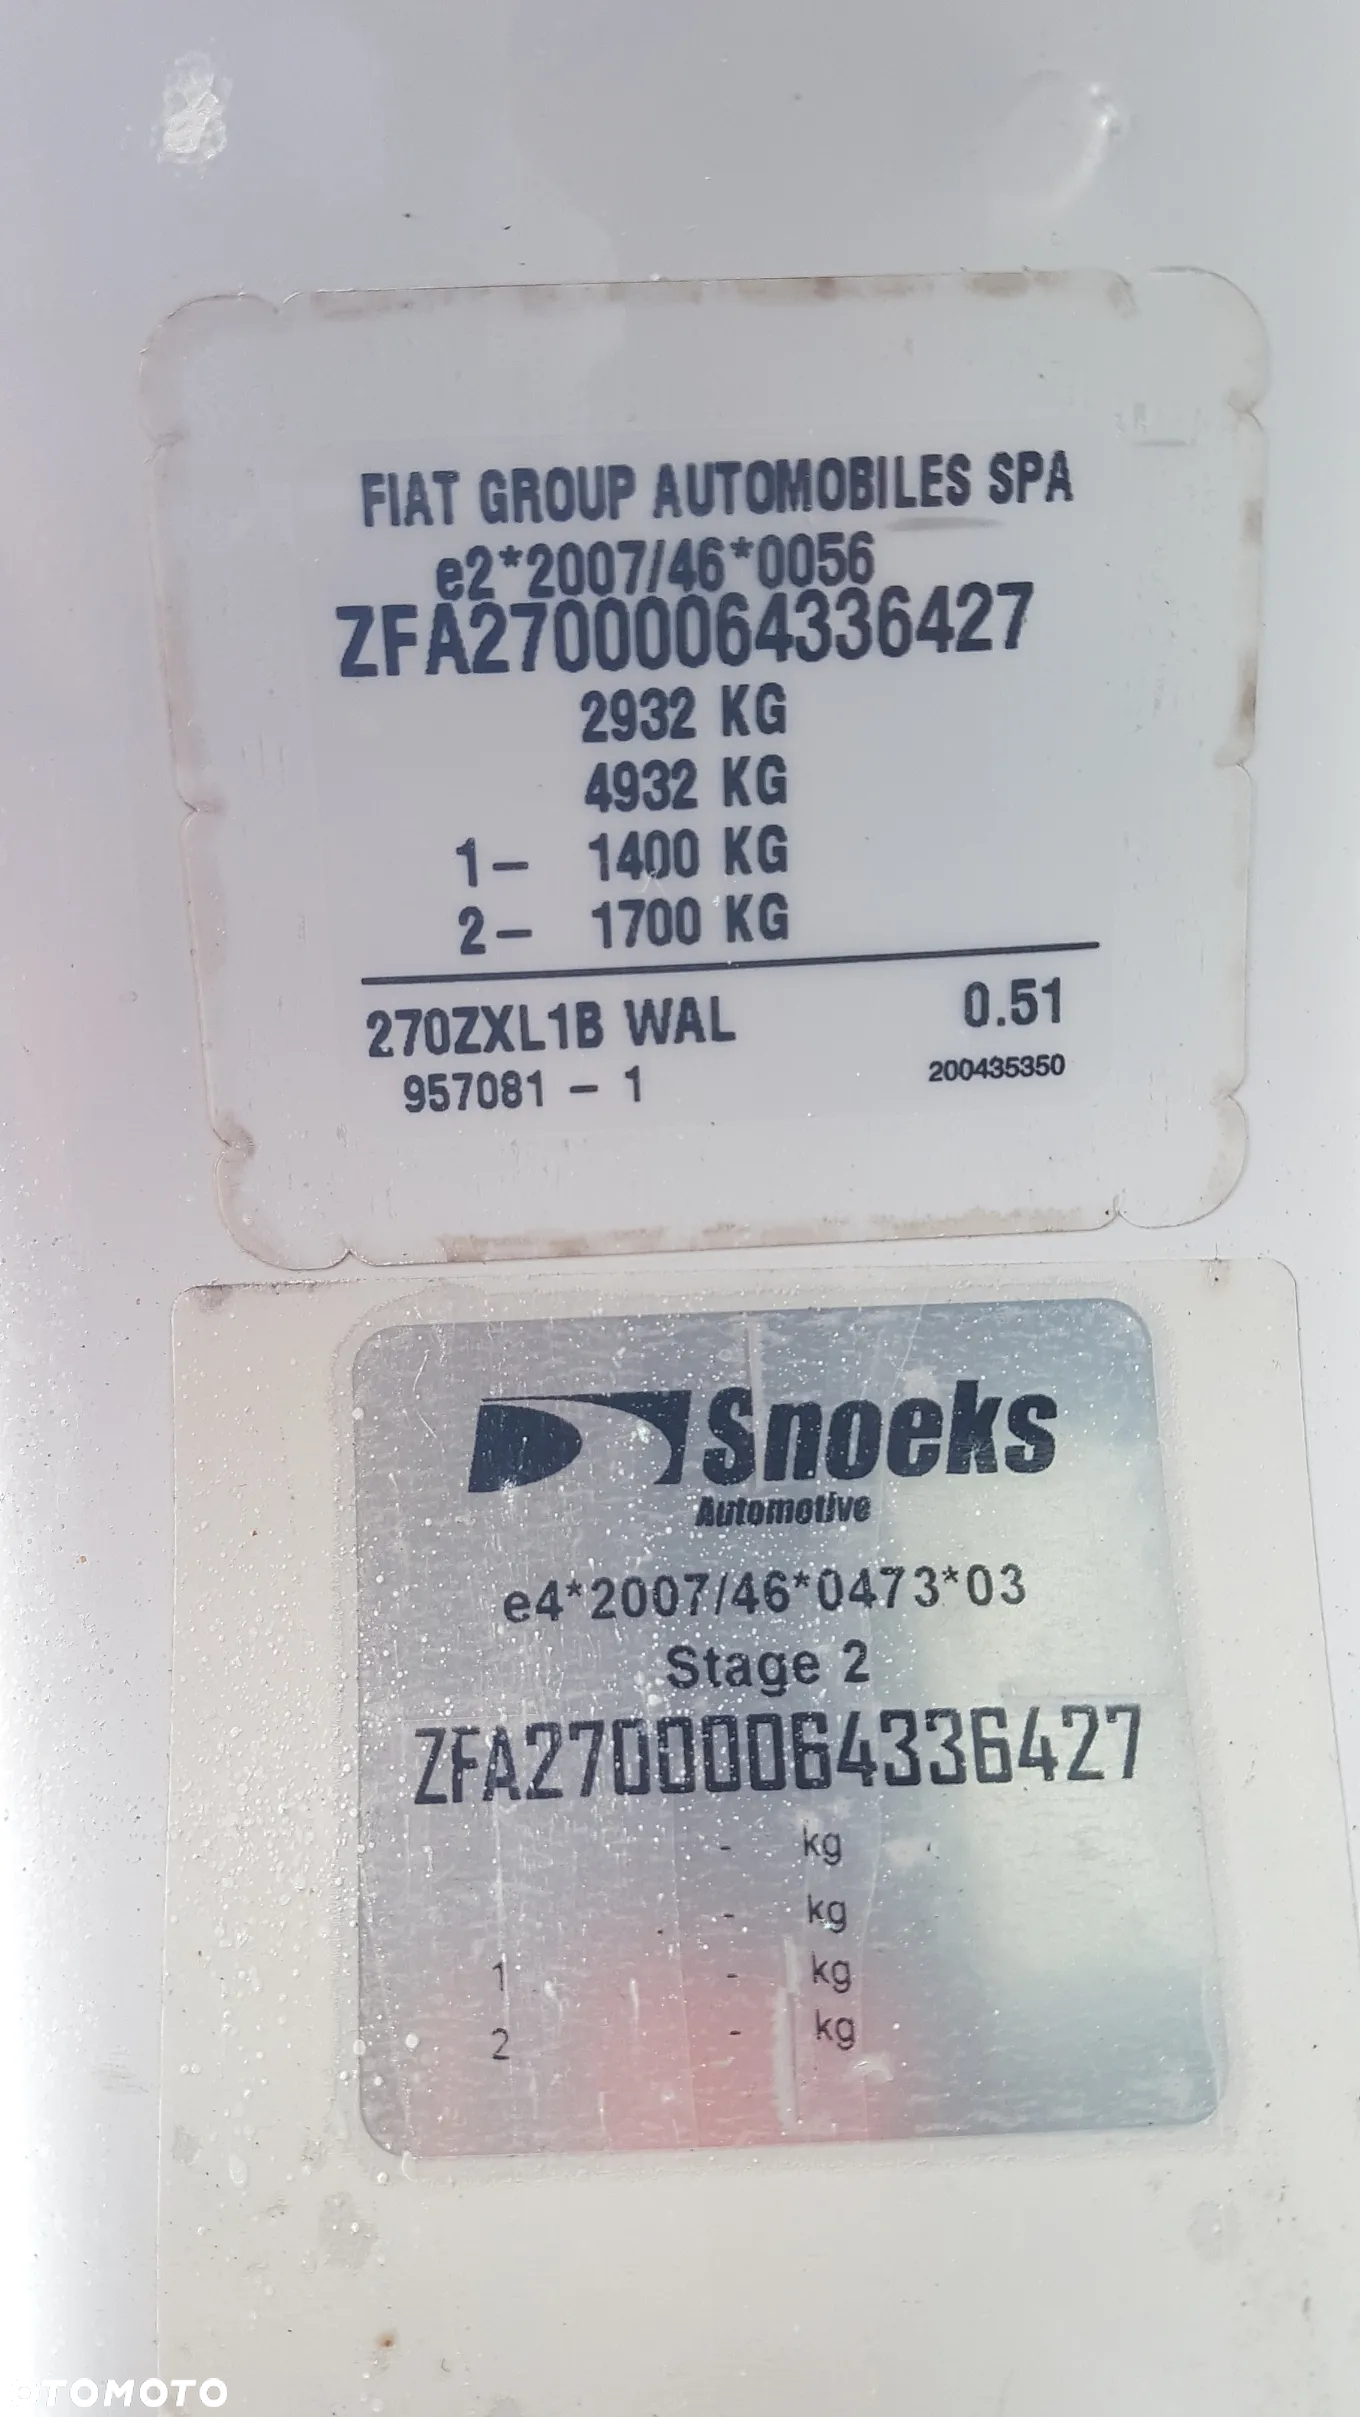 FIAT GROUP AUTOMOBILES SPA
e2*2007/46*0056
ZFA27000064336427
2932 KG
4932 KG
1- 1400 KG
2- 1700 KG
270ZXL1B WAL 0.51
957081 - 1 200435350
Snoeks
Automotive
e4*2007/46*0473*03
Stage 2
ZFA27000064336427
- kg
- kg
1 - kg
2 - kg
OTOMOTO